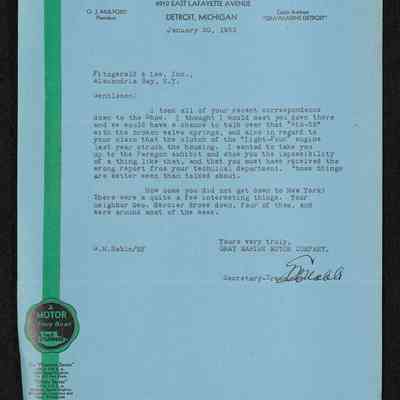 6910 EAST LAFAYETTE AVENUE
O. J. MULFORD
President
DETROIT, MICHIGAN
Cable Address
"GRAYMARINE DETROIT"
January 20, 1933
Fitzgerald & Lee, Inc.,
Alexandria Bay, N.Y.
Gentlemen:
I took all of your recent correspondence
down to the Show. I thought I would meet you down there
and we would have a chance to talk over that
with the broken valve springs, and also in regard to
your claim that the clutch of the "Light-Four" engine
last year struck the housing. I wanted to take you
up to the Paragon exhibit and show you the impossibility
of a thing like that, and that you must have received the
wrong report from your technical department. These things
are better seen than talked about.
How come you did not get down to New York?
There were quite a few interesting things. Your
neighbor Geo. Mercier drove down, four of them, and
were around most of the week.
Yours very truly,
GRAY MARINE MOTOR COMPANY,
Secretary-
A
MOTOR
For Every Boat